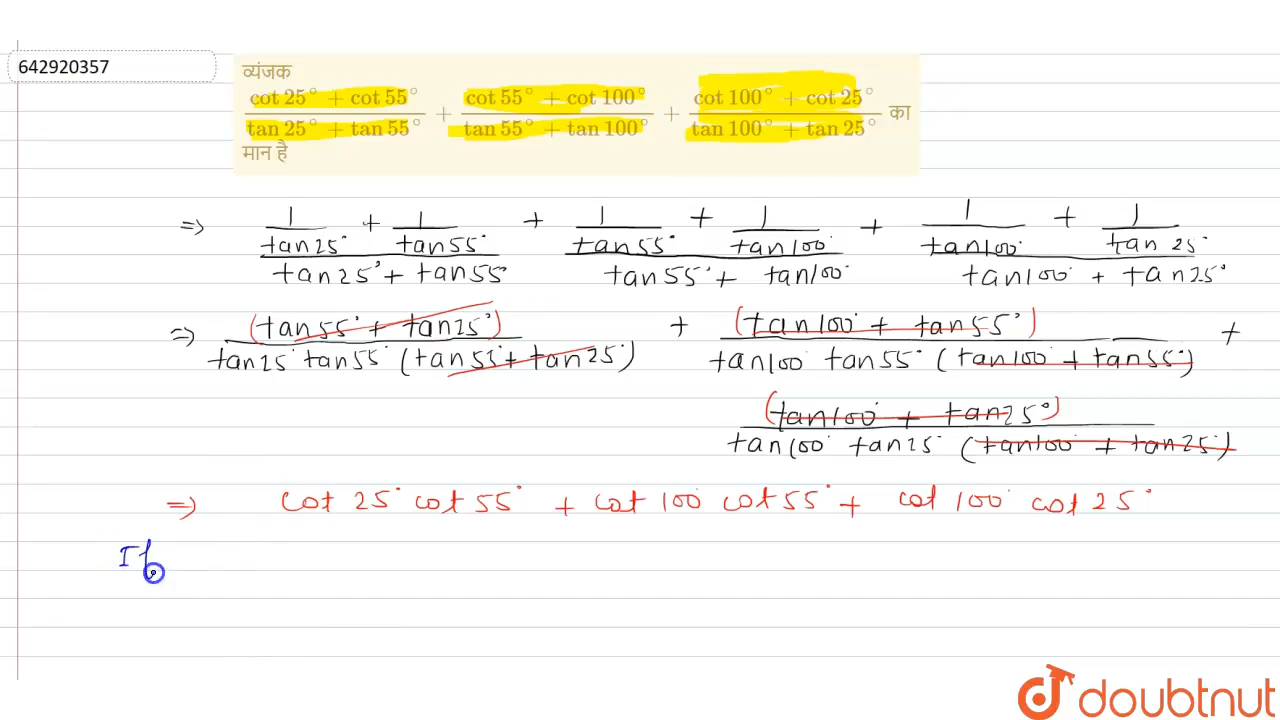 642920357
व्यंजक
cot 25° + cot 55° / tan 25° + tan 55° + cot 55° + cot 100° / tan 55° + tan 100° + cot 100° + cot 25° / tan 100° + tan 25° का
मान है
⇒ 1/tan25° + 1/tan55° / tan25° + tan55° + 1/tan55° + 1/tan100° / tan55° + tan100° + 1/tan100° + 1/tan25° / tan100° + tan25°
⇒ (tan55° + tan25°) / tan25° tan55° (tan55° + tan25°) + (tan100° + tan55°) / tan100° tan55° (tan100° + tan55°) +
(tan100° + tan25°) / tan100° tan25° (tan100° + tan25°)
⇒ cot 25° cot 55° + cot 100° cot 55° + cot 100° cot 25°
If
doubtnut